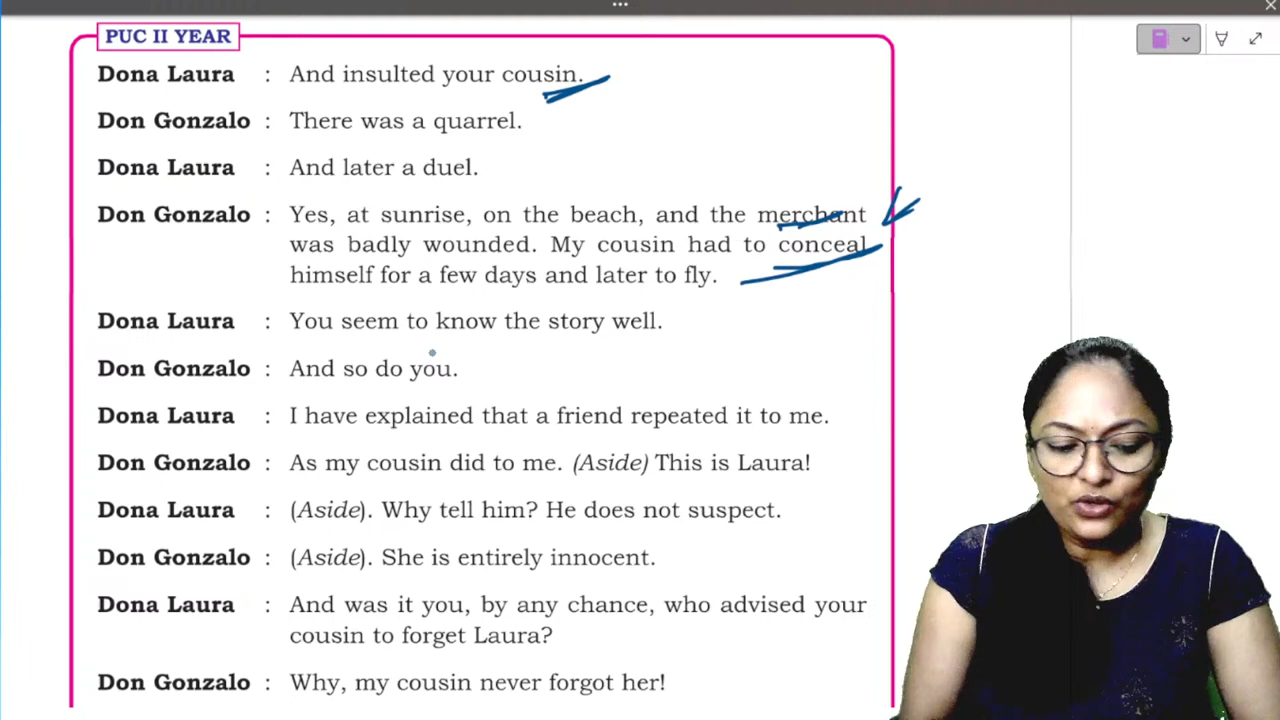 PUC II YEAR
Dona Laura : And insulted your cousin.
Don Gonzalo : There was a quarrel.
Dona Laura : And later a duel.
Don Gonzalo : Yes, at sunrise, on the beach, and the merchant
was badly wounded. My cousin had to conceal
himself for a few days and later to fly.
Dona Laura : You seem to know the story well.
Don Gonzalo : And so do you.
Dona Laura : I have explained that a friend repeated it to me.
Don Gonzalo : As my cousin did to me. (Aside) This is Laura!
Dona Laura : (Aside). Why tell him? He does not suspect.
Don Gonzalo : (Aside). She is entirely innocent.
Dona Laura : And was it you, by any chance, who advised your
cousin to forget Laura?
Don Gonzalo : Why, my cousin never forgot her!